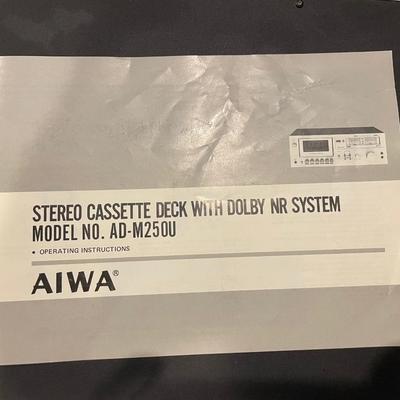 STEREO CASSETTE DECK WITH DOLBY NR SYSTEM
MODEL NO. AD-M250U
• OPERATING INSTRUCTIONS
AIWA®